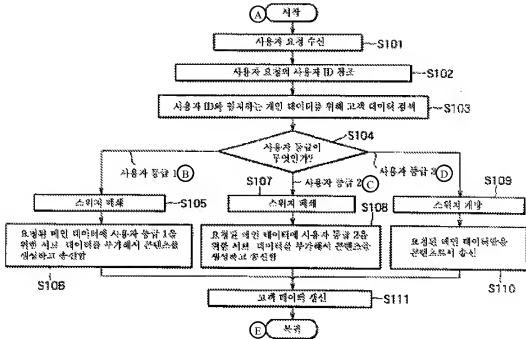 A 시작
사용자 요청 수신
S101
사용자 요청의 사용자 ID 참조
S102
사용자 ID와 일치하는 개인 데이터를 위해 고객 데이터 검색
S103
사용자 등급이
무엇인가?
S104
사용자 등급 1 B
사용자 등급 2 C
사용자 등급 3 D
스위치 폐쇄
S105
S107
스위치 폐쇄
S109
스위치 개방
요청된 메인 데이터에 사용자 등급 1을
위한 서브 데이터를 부가해서 콘텐츠를
생성하고 송신함
S106
S108
요청된 메인 데이터에 사용자 등급 2을
위한 서브 데이터를 부가해서 콘텐츠를
생성하고 송신함
요청된 메인 데이터만을
콘텐츠로서 송신
S110
고객 데이터 갱신
S111
E 복귀